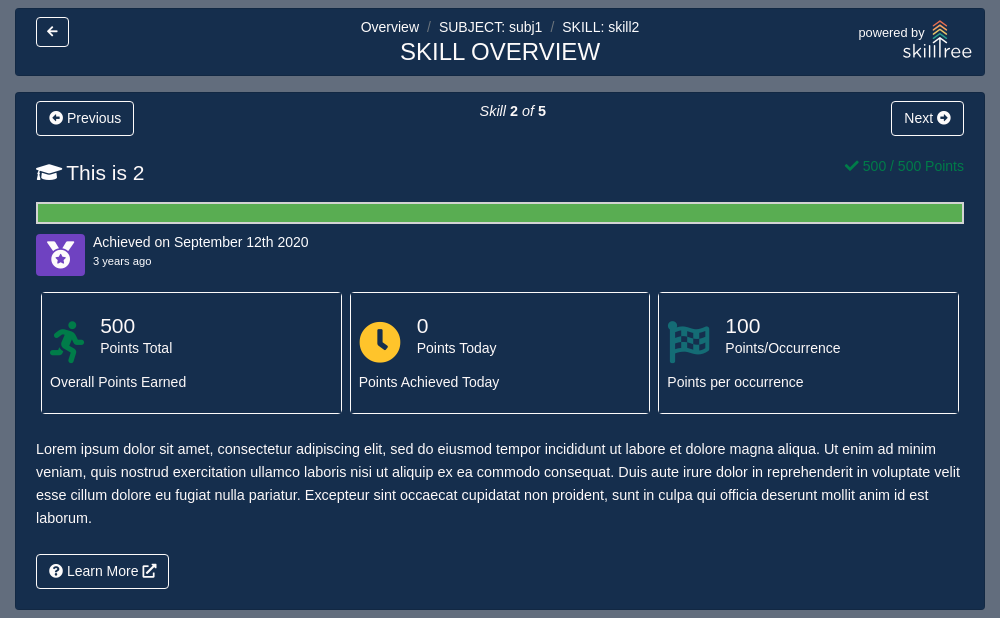 Overview / SUBJECT: subj1 / SKILL: skill2
SKILL OVERVIEW
powered by
skilltree
Previous
Skill 2 of 5
Next
This is 2
500 / 500 Points
Achieved on September 12th 2020
3 years ago
500
Points Total
Overall Points Earned
0
Points Today
Points Achieved Today
100
Points/Occurrence
Points per occurrence
Lorem ipsum dolor sit amet, consectetur adipiscing elit, sed do eiusmod tempor incididunt ut labore et dolore magna aliqua. Ut enim ad minim
veniam, quis nostrud exercitation ullamco laboris nisi ut aliquip ex ea commodo consequat. Duis aute irure dolor in reprehenderit in voluptate velit
esse cillum dolore eu fugiat nulla pariatur. Excepteur sint occaecat cupidatat non proident, sunt in culpa qui officia deserunt mollit anim id est
laborum.
Learn More